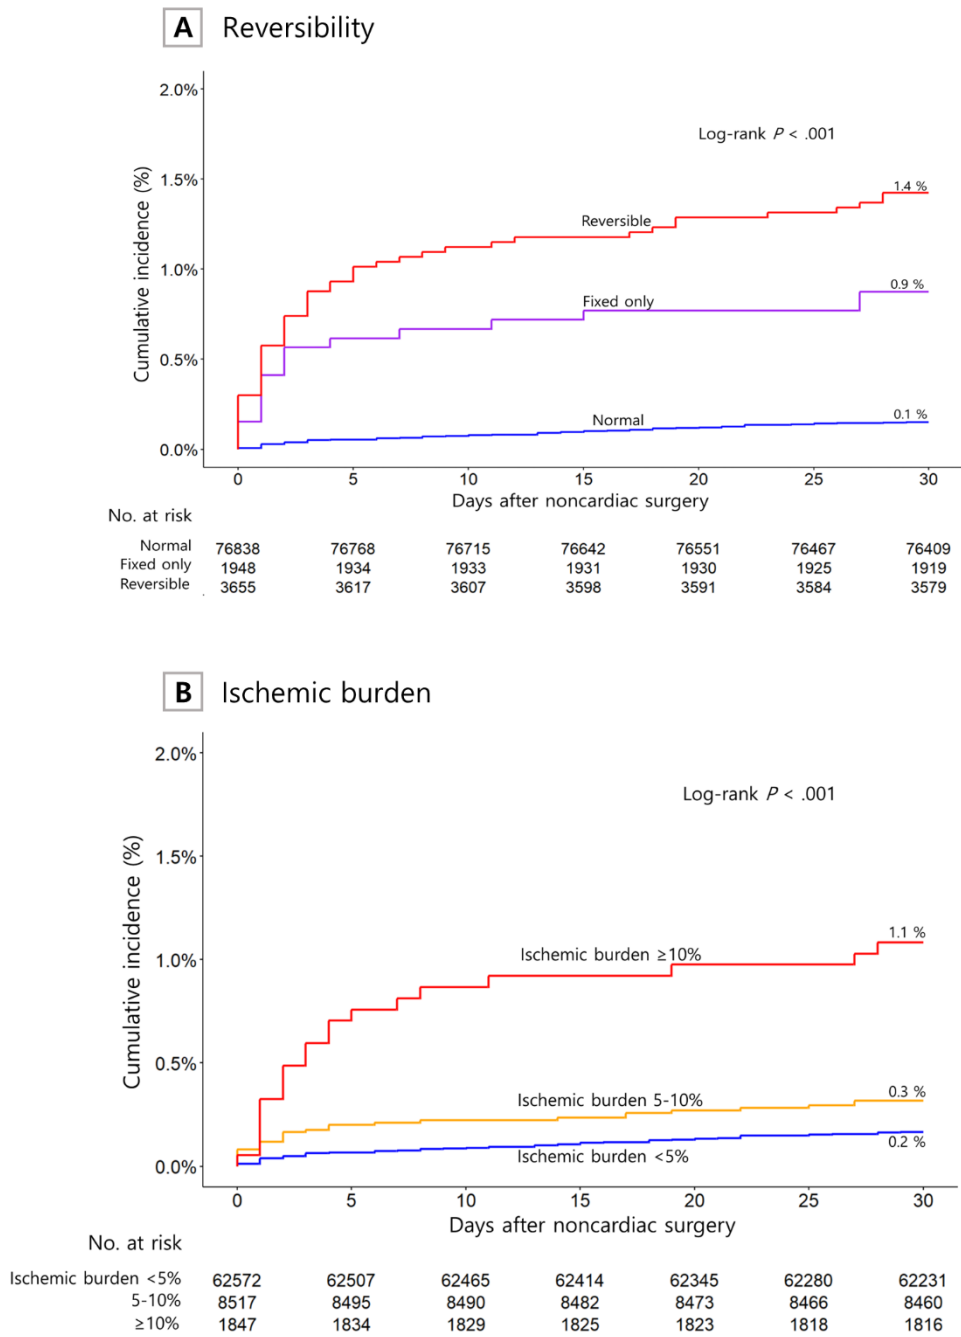 A Reversibility
2.0%
Log-rank P < .001
1.5%
1.4 %
Reversible
1.0%
0.9 %
Fixed only
0.5%
Normal
0.1 %
0.0%
Cumulative incidence (%)
0 5 10 15 20 25 30
Days after noncardiac surgery
No. at risk
Normal 76838 76768 76715 76642 76551 76467 76409
Fixed only 1948 1934 1933 1931 1930 1925 1919
Reversible 3655 3617 3607 3598 3591 3584 3579
B Ischemic burden
2.0%
Log-rank P < .001
1.5%
1.1 %
Ischemic burden ≥10%
1.0%
0.5%
0.3 %
Ischemic burden 5-10%
0.2 %
Ischemic burden <5%
0.0%
Cumulative incidence (%)
0 5 10 15 20 25 30
Days after noncardiac surgery
No. at risk
Ischemic burden <5% 62572 62507 62465 62414 62345 62280 62231
5-10% 8517 8495 8490 8482 8473 8466 8460
≥10% 1847 1834 1829 1825 1823 1818 1816